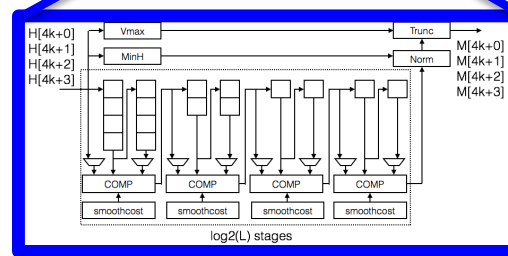 H[4k+0]
H[4k+1]
H[4k+2]
H[4k+3]
Vmax
Trunc
MinH
Norm
M[4k+0]
M[4k+1]
M[4k+2]
M[4k+3]
COMP COMP COMP COMP
smoothcost smoothcost smoothcost smoothcost
log2(L) stages